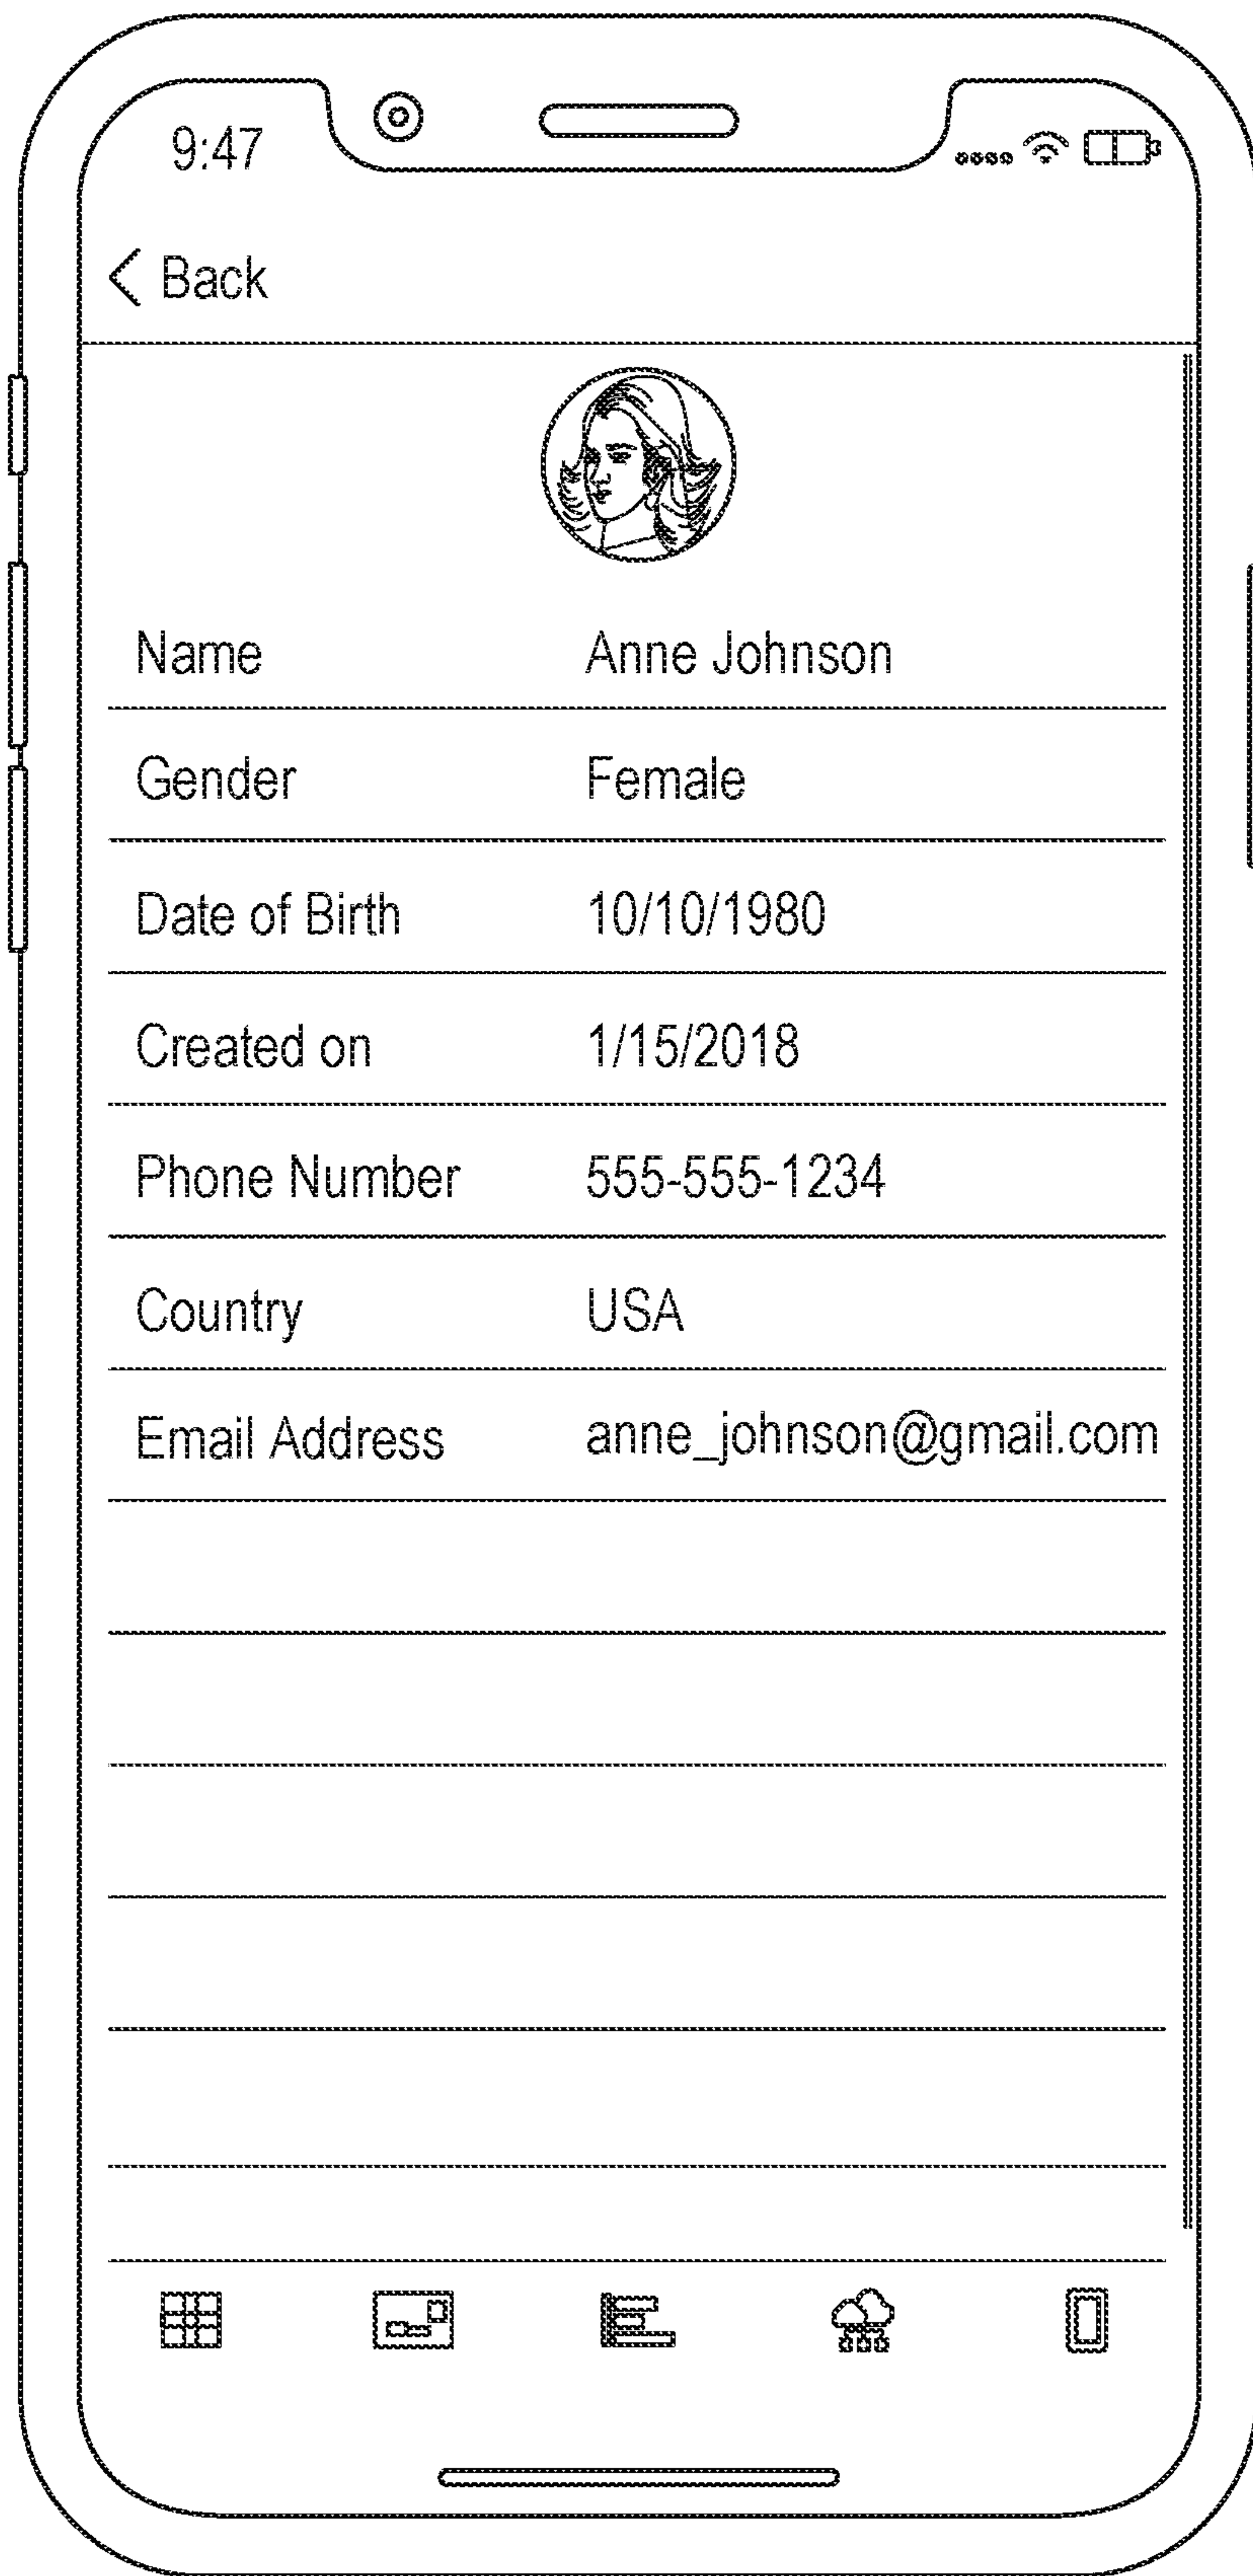 9:47
Back
Name Anne Johnson
Gender Female
Date of Birth 10/10/1980
Created on 1/15/2018
Phone Number 555-555-1234
Country USA
Email Address anne_johnson@gmail.com